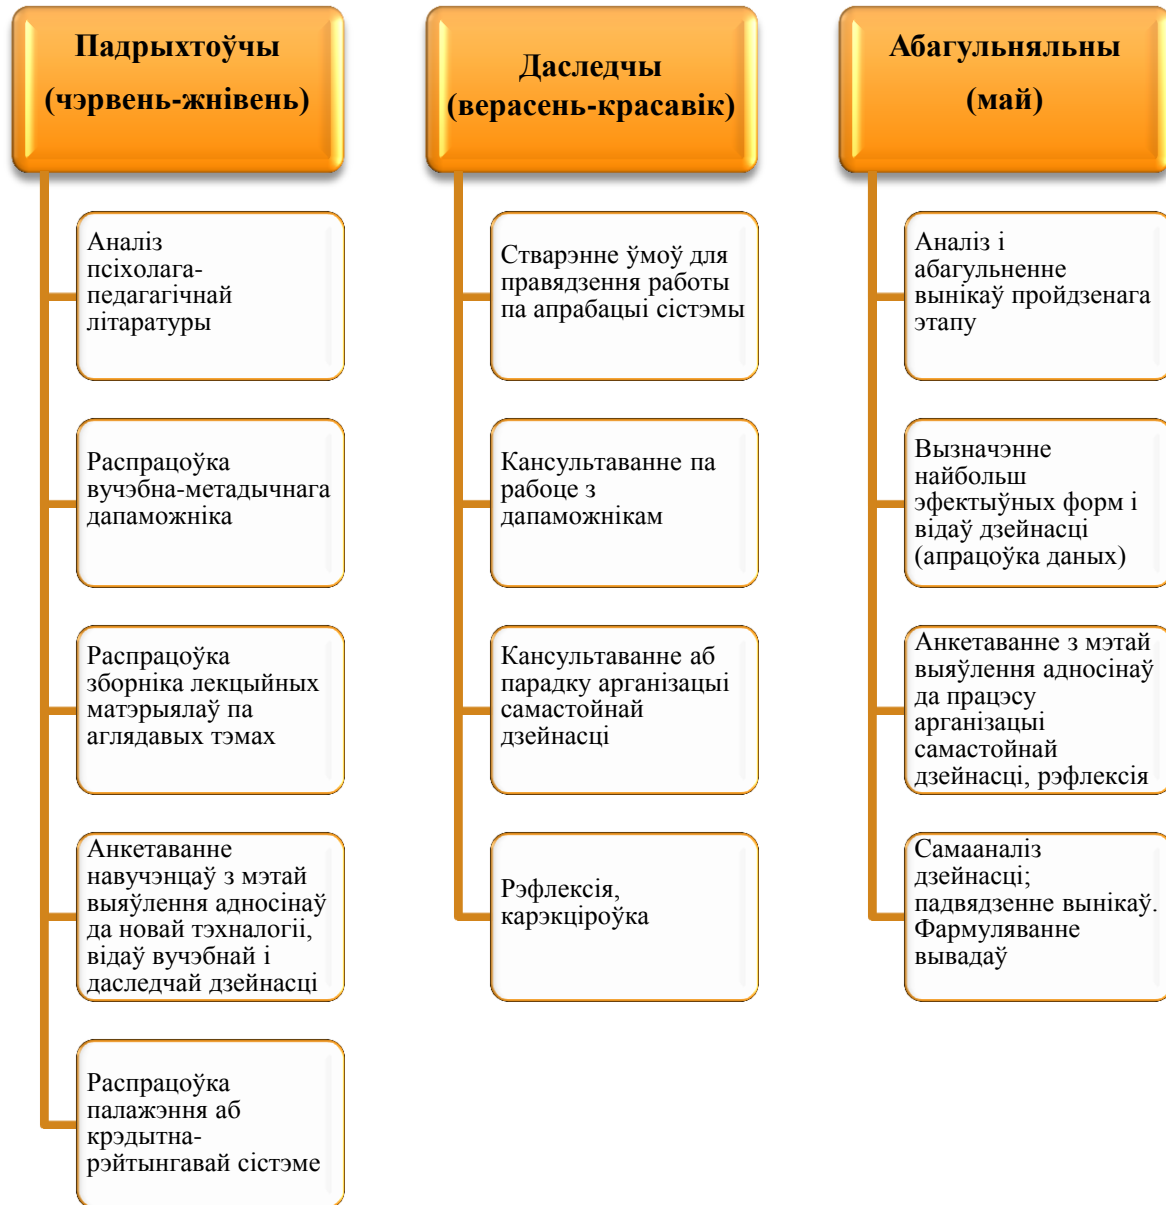 Падрыхтоўчы
(чэрвень-жнівень)
Аналіз
псіхолага-
педагагічнай
літаратуры
Распрацоўка
вучэбна-метадычнага
дапаможніка
Распрацоўка
зборніка лекцыйных
матэрыялаў па
аглядавых тэмах
Анкетаванне
навучэнцаў з мэтай
выяўлення адносінаў
да новай тэхналогіі,
відаў вучэбнай і
даследчай дзейнасці
Распрацоўка
палажэння аб
крэдытна-
рэйтынгавай сістэме
Даследчы
(верасень-красавік)
Стварэнне ўмоў для
правядзення работы
па апрабацыі сістэмы
Кансультаванне па
рабоце з
дапаможнікам
Кансультаванне аб
парадку арганізацыі
самастойнай
дзейнасці
Рэфлексія,
карэкціроўка
Абагульняльны
(май)
Аналіз і
абагульненне
вынікаў пройдзенага
этапу
Вызначэнне
найбольш
эфектыўных форм і
відаў дзейнасці
(апрацоўка даных)
Анкетаванне з мэтай
выяўлення адносінаў
да працэсу
арганізацыі
самастойнай
дзейнасці, рэфлексія
Самааналіз
дзейнасці;
падвядзенне вынікаў.
Фармуляванне
вывадаў